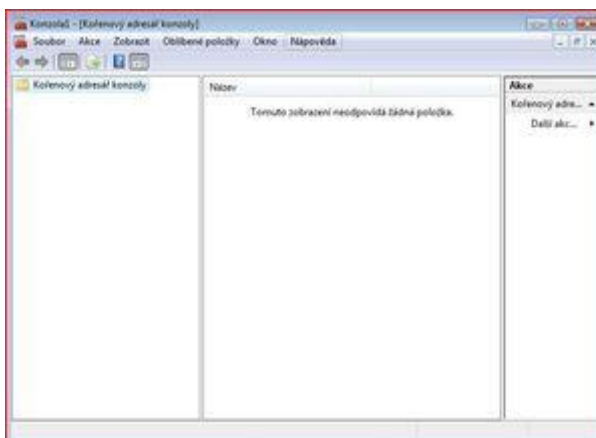 Konzola1 - [Kořenový adresář konzoly]
Soubor Akce Zobrazit Oblíbené položky Okno Nápověda
Kořenový adresář konzoly
Název
Tomuto zobrazení neodpovídá žádná položka.
Akce
Kořenový adre...
Další akc...